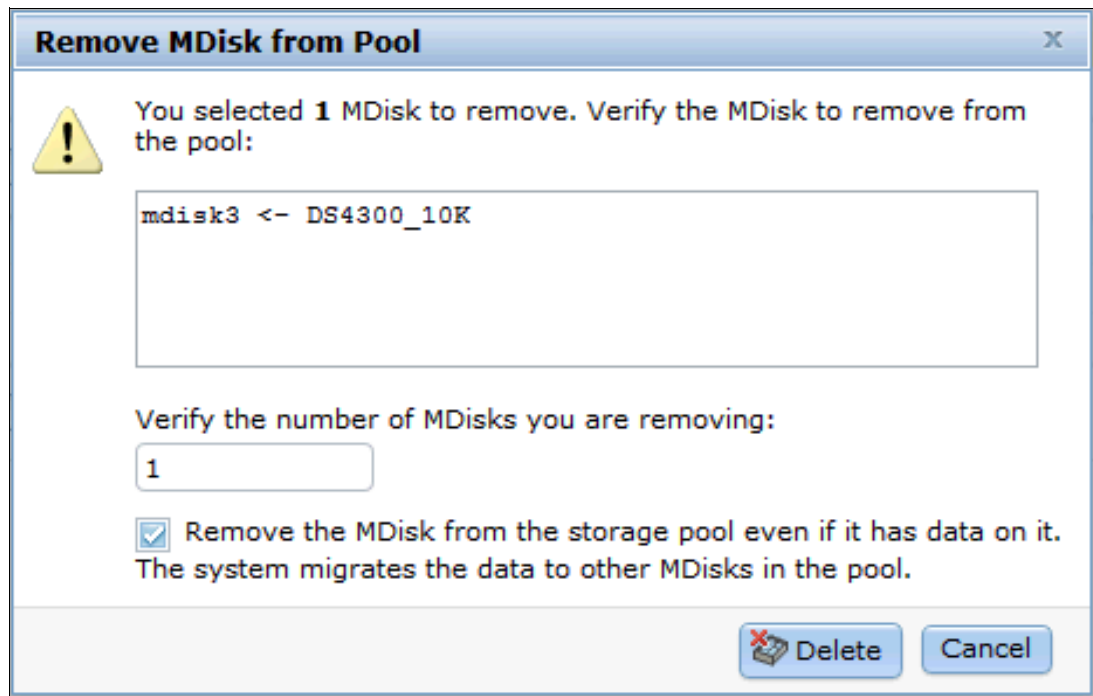 Remove MDisk from Pool
You selected 1 MDisk to remove. Verify the MDisk to remove from
the pool:
mdisk3 <- DS4300_10K
Verify the number of MDisks you are removing:
1
Remove the MDisk from the storage pool even if it has data on it.
The system migrates the data to other MDisks in the pool.
Delete Cancel